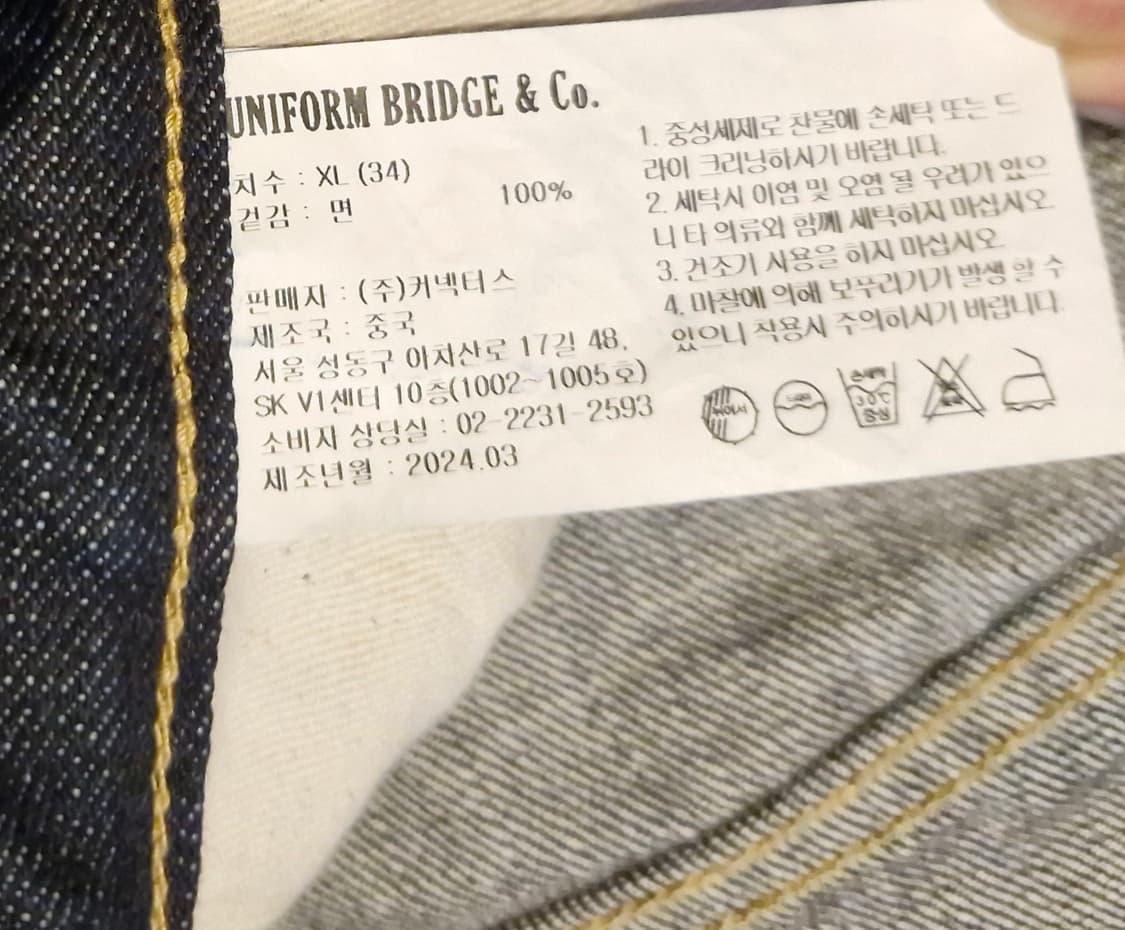 UNIFORM BRIDGE & Co.
치수 : XL (34)
겉감 : 면 100%
판매자 : (주)커넥터스
제조국 : 중국
서울 성동구 아차산로 17길 48,
SK V1센터 10층(1002~1005호)
소비자 상담실 : 02-2231-2593
제조년월 : 2024.03
1. 중성세제로 찬물에 손세탁 또는 드
라이 크리닝하시기 바랍니다.
2. 세탁시 이염 및 오염 될 우려가 있으
니 타 의류와 함께 세탁하지 마십시오.
3. 건조기 사용을 하지 마십시오.
4. 마찰에 의해 보푸라기가 발생 할 수
있으니 착용시 주의하시기 바랍니다.
손세탁
30℃
중성